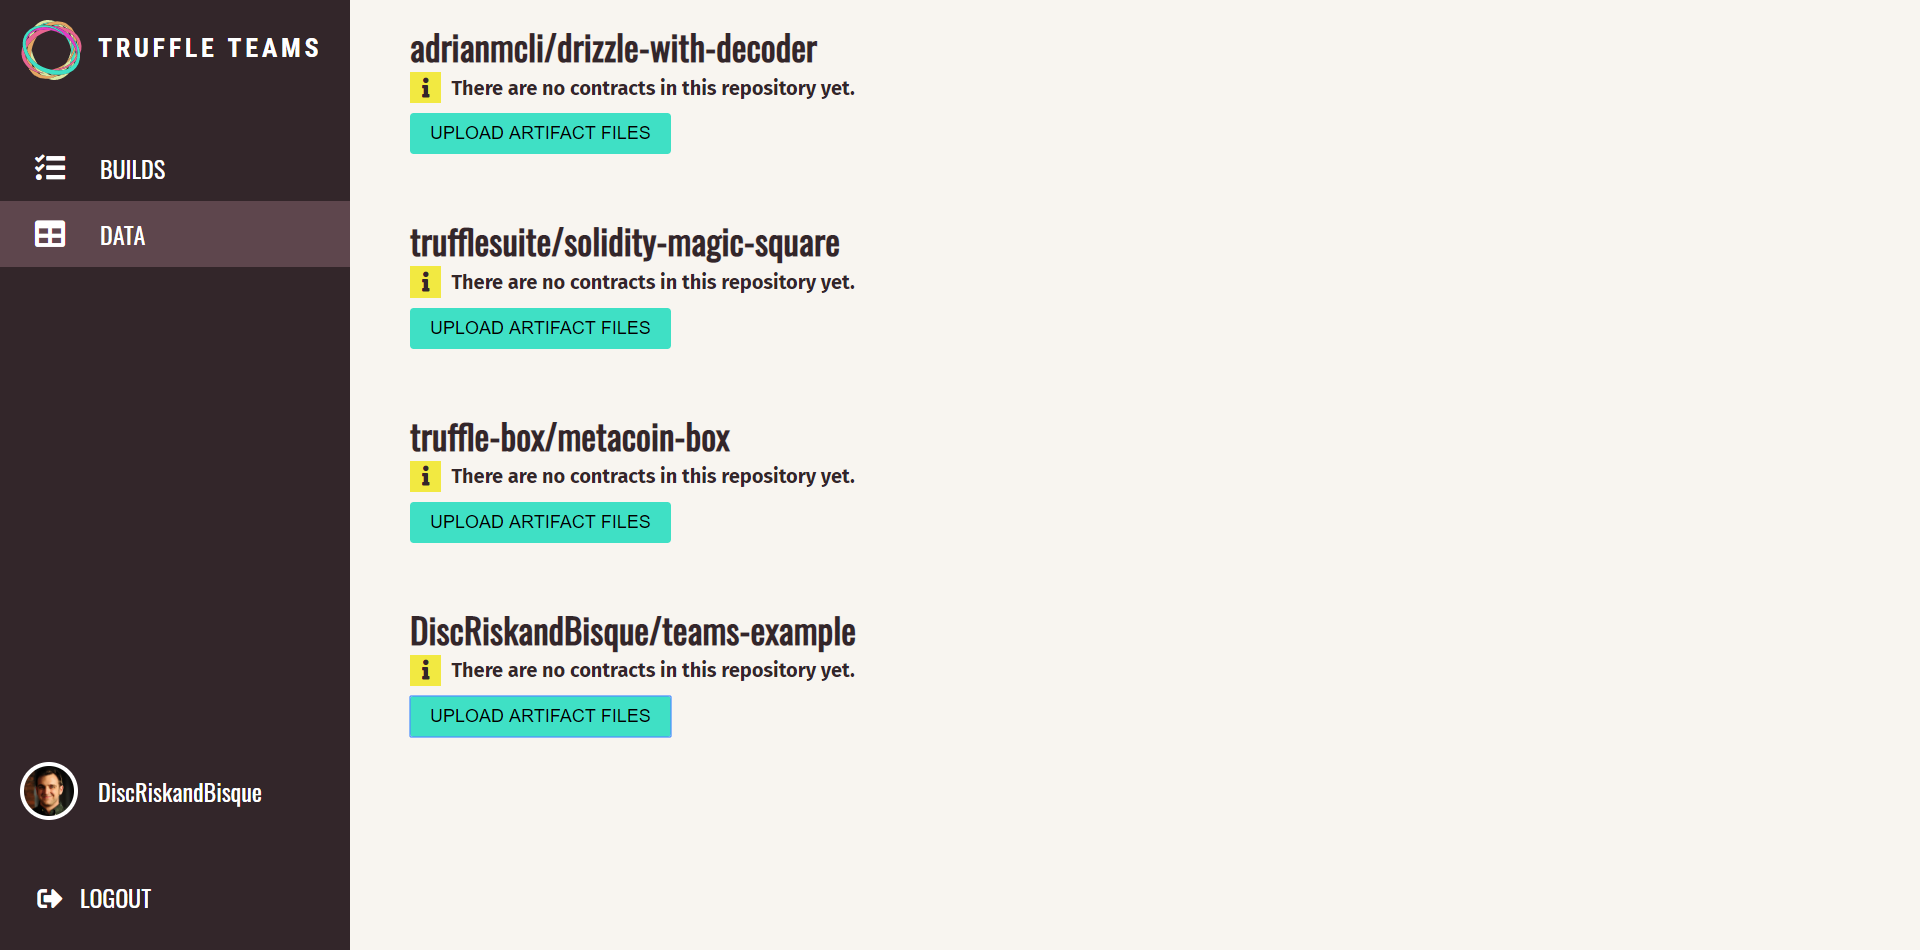 TRUFFLE TEAMS
BUILDS
DATA
DiscRiskandBisque
LOGOUT
adrianmcli/drizzle-with-decoder
There are no contracts in this repository yet.
UPLOAD ARTIFACT FILES
trufflesuite/solidity-magic-square
There are no contracts in this repository yet.
UPLOAD ARTIFACT FILES
truffle-box/metacoin-box
There are no contracts in this repository yet.
UPLOAD ARTIFACT FILES
DiscRiskandBisque/teams-example
There are no contracts in this repository yet.
UPLOAD ARTIFACT FILES